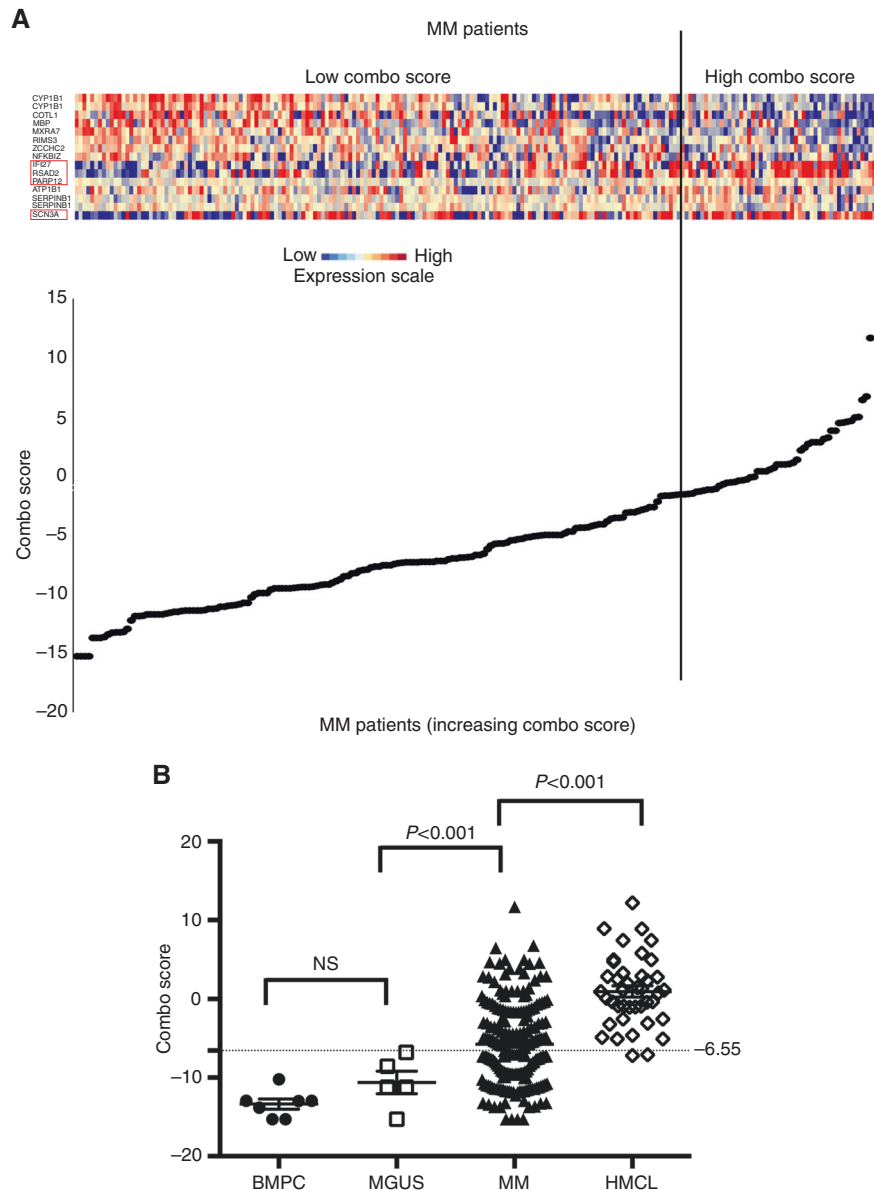 A
MM patients
Low combo score
High combo score
CYP1B1
CYP1B1
COTL1
MBP
MXRA7
RIMS3
ZCCHC2
NFKBIZ
IFI27
RSAD2
PARP12
ATP1B1
SERPINB1
SERPINB1
SCN3A
Low High
Expression scale
15
10
5
0
−5
−10
−15
−20
Combo score
MM patients (increasing combo score)
B
P<0.001
P<0.001
NS
20
10
0
−10
−20
Combo score
−6.55
BMPC MGUS MM HMCL